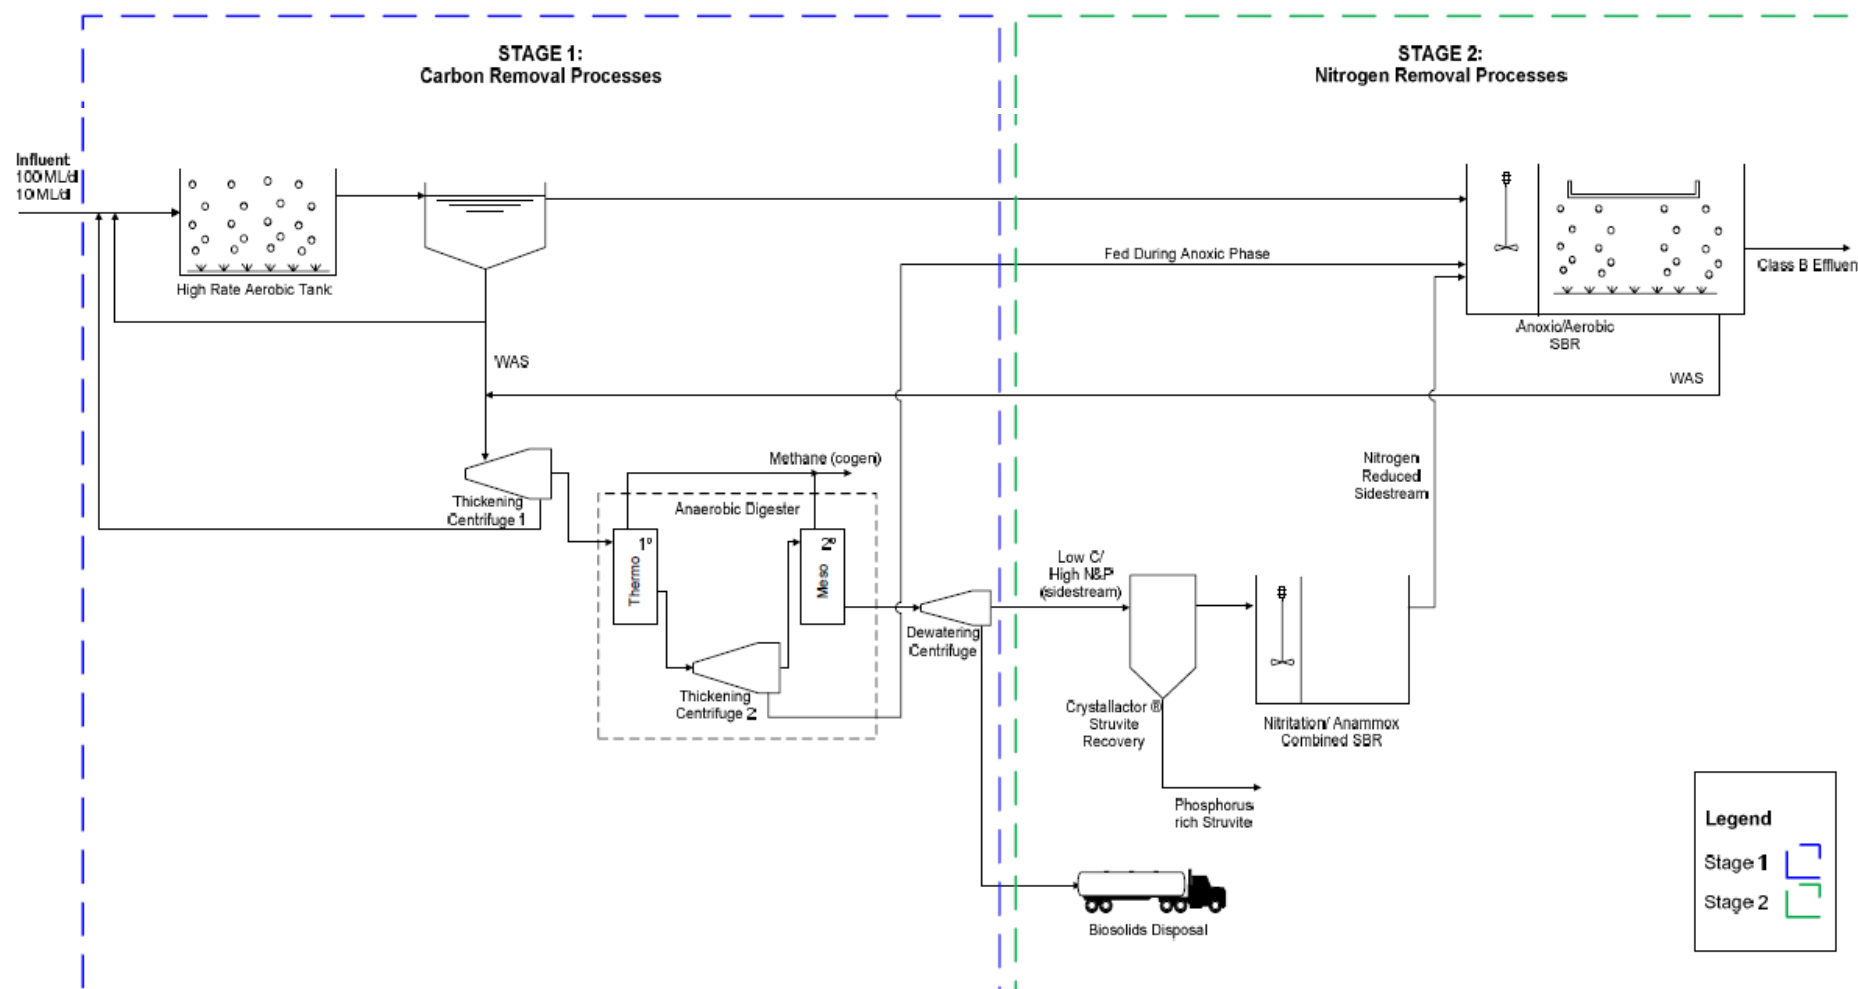 STAGE 1:
Carbon Removal Processes
STAGE 2:
Nitrogen Removal Processes
Influent
100 ML/d
10 ML/d
High Rate Aerobic Tank
Fed During Anoxic Phase
Class B Effluen
Anoxic/Aerobic
SBR
WAS
WAS
Methane (cogen)
Thickening
Centrifuge 1
Anaerobic Digester
1º
Thermo
2º
Meso
Nitrogen
Reduced
Sidestream
Low C/
High N&P
(sidestream)
Dewatering
Centrifuge
Thickening
Centrifuge 2
Crystallactor ®
Struvite
Recovery
Nitritation/ Anammox
Combined SBR
Phosphorus
rich Struvite
Biosolids Disposal
Legend
Stage 1
Stage 2